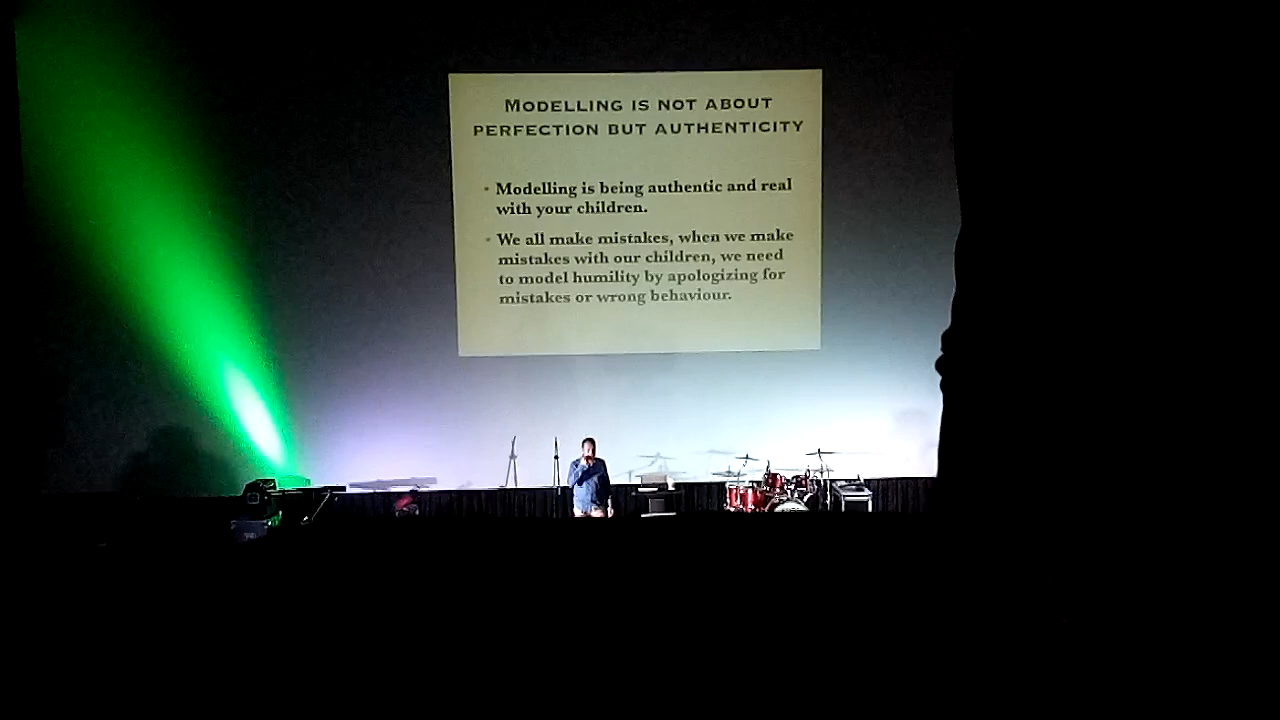 MODELLING IS NOT ABOUT
PERFECTION BUT AUTHENTICITY
• Modelling is being authentic and real
with your children.
• We all make mistakes, when we make
mistakes with our children, we need
to model humility by apologizing for
mistakes or wrong behaviour.